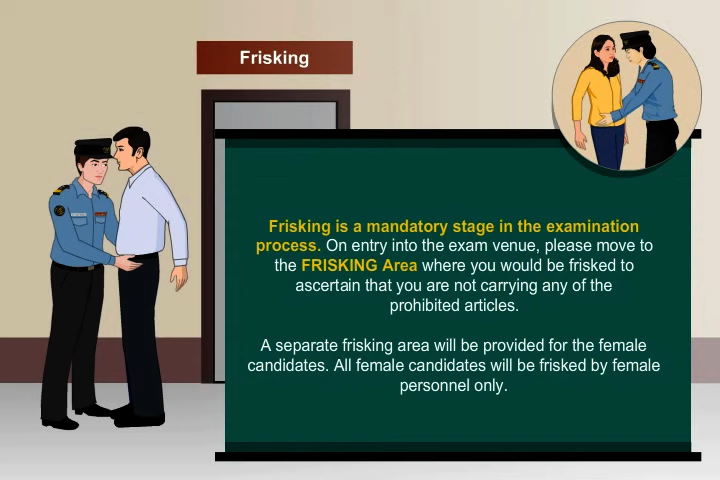 Frisking
Frisking is a mandatory stage in the examination
process. On entry into the exam venue, please move to
the FRISKING Area where you would be frisked to
ascertain that you are not carrying any of the
prohibited articles.
A separate frisking area will be provided for the female
candidates. All female candidates will be frisked by female
personnel only.